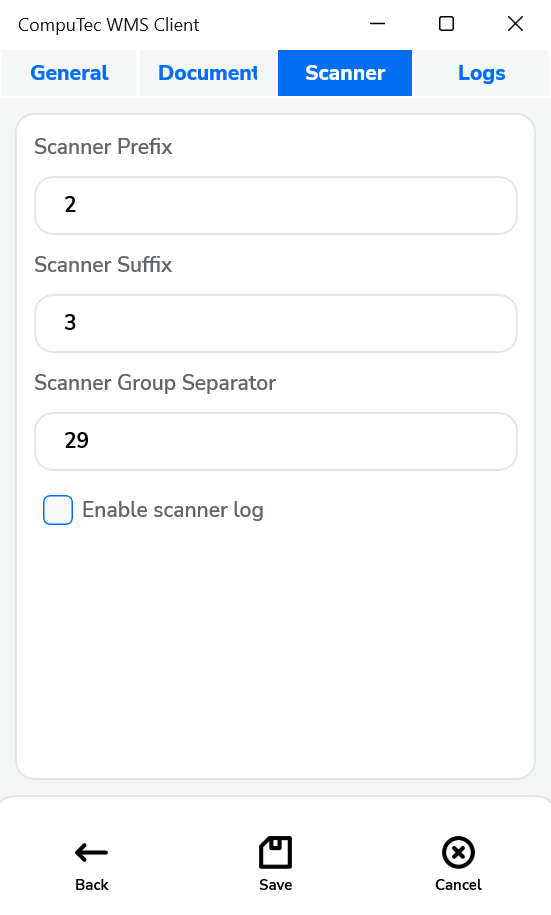 CompuTec WMS Client
General Document Scanner Logs
Scanner Prefix
2
Scanner Suffix
3
Scanner Group Separator
29
Enable scanner log
Back Save Cancel